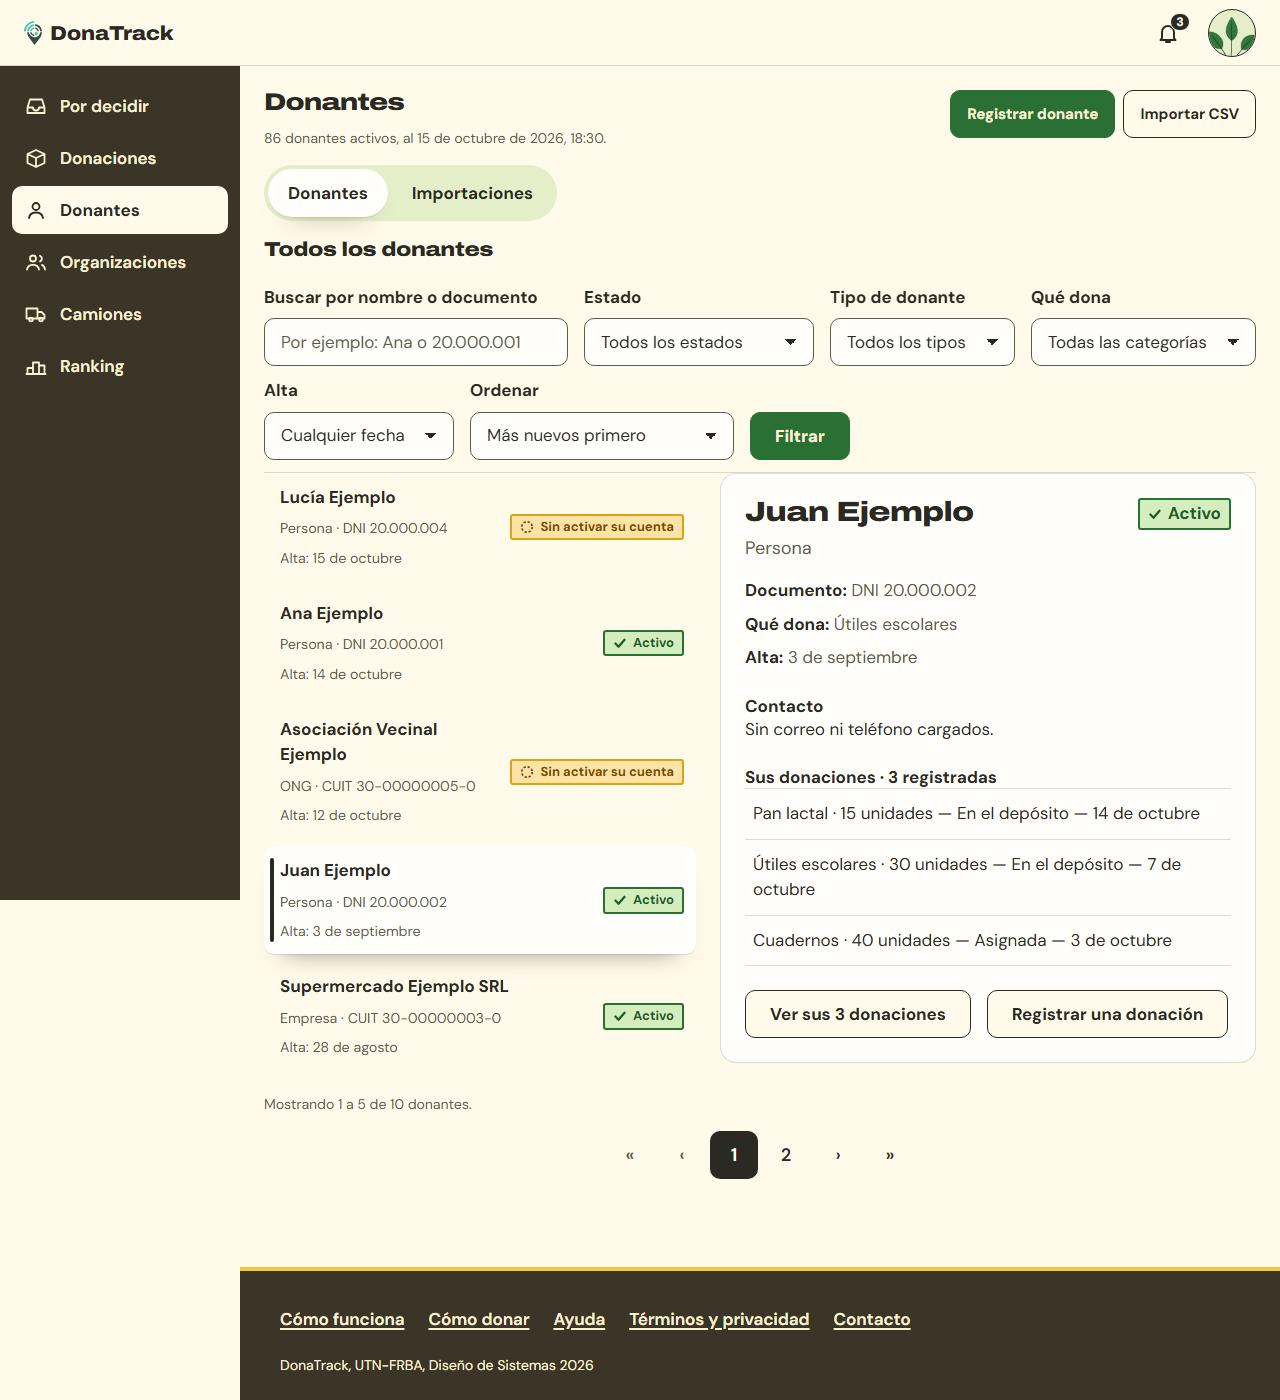 DonaTrack
3
Por decidir
Donaciones
Donantes
Organizaciones
Camiones
Ranking
Donantes
86 donantes activos, al 15 de octubre de 2026, 18:30.
Registrar donante
Importar CSV
Donantes
Importaciones
Todos los donantes
Buscar por nombre o documento
Estado
Tipo de donante
Qué dona
Por ejemplo: Ana o 20.000.001
Todos los estados
Todos los tipos
Todas las categorías
Alta
Ordenar
Cualquier fecha
Más nuevos primero
Filtrar
Lucía Ejemplo
Persona · DNI 20.000.004
Alta: 15 de octubre
Sin activar su cuenta
Ana Ejemplo
Persona · DNI 20.000.001
Alta: 14 de octubre
Activo
Asociación Vecinal
Ejemplo
ONG · CUIT 30-00000005-0
Alta: 12 de octubre
Sin activar su cuenta
Juan Ejemplo
Persona · DNI 20.000.002
Alta: 3 de septiembre
Activo
Supermercado Ejemplo SRL
Empresa · CUIT 30-00000003-0
Alta: 28 de agosto
Activo
Juan Ejemplo
Activo
Persona
Documento: DNI 20.000.002
Qué dona: Útiles escolares
Alta: 3 de septiembre
Contacto
Sin correo ni teléfono cargados.
Sus donaciones · 3 registradas
Pan lactal · 15 unidades — En el depósito — 14 de octubre
Útiles escolares · 30 unidades — En el depósito — 7 de
octubre
Cuadernos · 40 unidades — Asignada — 3 de octubre
Ver sus 3 donaciones
Registrar una donación
Mostrando 1 a 5 de 10 donantes.
« ‹ 1 2 › »
Cómo funciona
Cómo donar
Ayuda
Términos y privacidad
Contacto
DonaTrack, UTN-FRBA, Diseño de Sistemas 2026